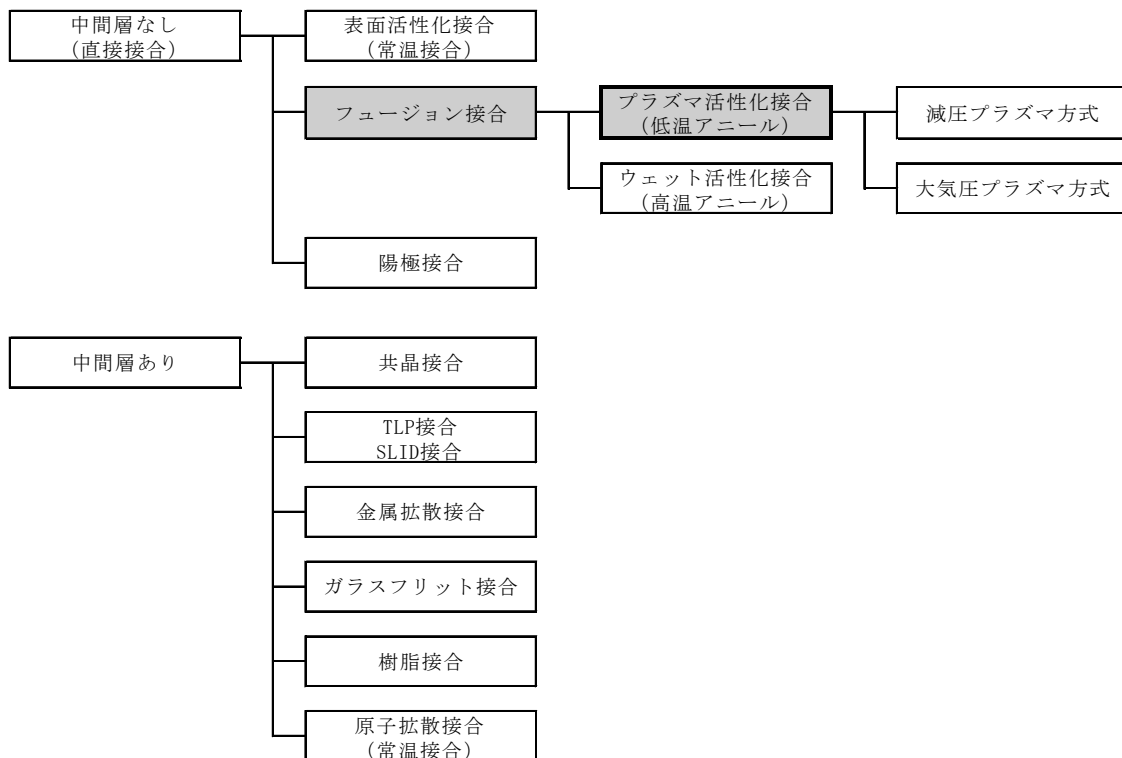 中間層なし
(直接接合)
表面活性化接合
(常温接合)
フュージョン接合
プラズマ活性化接合
(低温アニール)
減圧プラズマ方式
ウェット活性化接合
(高温アニール)
大気圧プラズマ方式
陽極接合
中間層あり
共晶接合
TLP接合
SLID接合
金属拡散接合
ガラスフリット接合
樹脂接合
原子拡散接合
(常温接合)